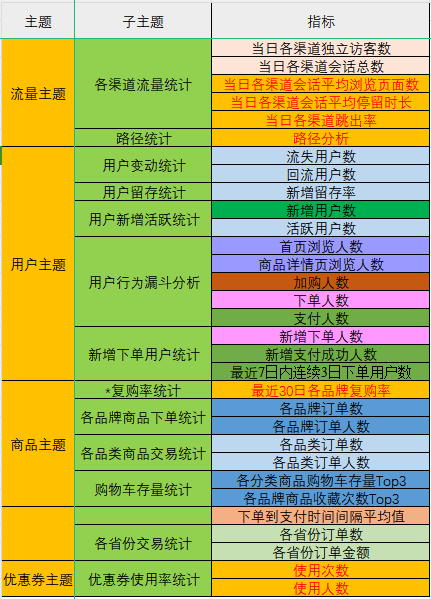 主题 子主题 指标
流量主题 各渠道流量统计 当日各渠道独立访客数
当日各渠道会话总数
当日各渠道会话平均浏览页面数
当日各渠道会话平均停留时长
当日各渠道跳出率
路径统计 路径分析
用户主题 用户变动统计 流失用户数
回流用户数
用户留存统计 新增留存率
用户新增活跃统计 新增用户数
活跃用户数
用户行为漏斗分析 首页浏览人数
商品详情页浏览人数
加购人数
下单人数
支付人数
新增下单用户统计 新增下单人数
新增支付成功人数
最近7日内连续3日下单用户数
商品主题 *复购率统计 最近30日各品牌复购率
各品牌商品下单统计 各品牌订单数
各品牌订单人数
各品类商品交易统计 各品类订单数
各品类订单人数
购物车存量统计 各分类商品购物车存量Top3
各品牌商品收藏次数Top3
下单到支付时间间隔平均值
各省份交易统计 各省份订单数
各省份订单金额
优惠券主题 优惠券使用率统计 使用次数
使用人数